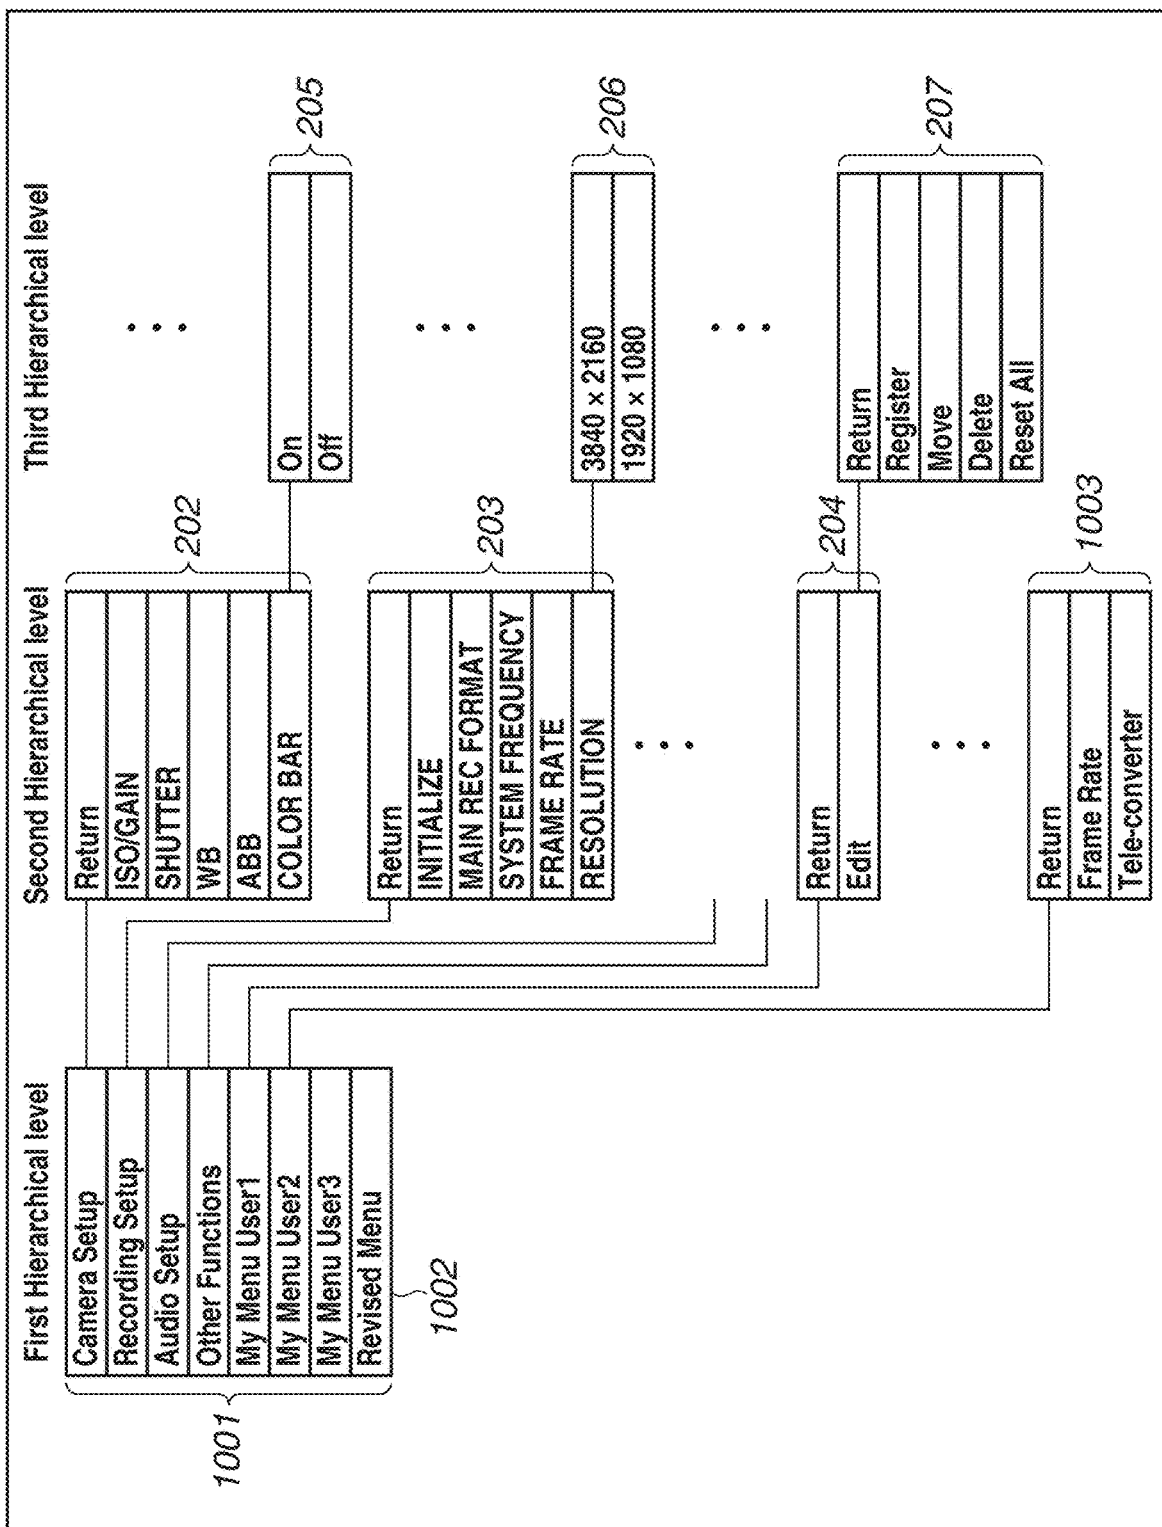 First Hierarchical level
Camera Setup
Recording Setup
Audio Setup
Other Functions
My Menu User1
My Menu User2
My Menu User3
Revised Menu
1001
1002
Second Hierarchical level
Return
ISO/GAIN
SHUTTER
WB
ABB
COLOR BAR
202
Return
INITIALIZE
MAIN REC FORMAT
SYSTEM FREQUENCY
FRAME RATE
RESOLUTION
203
Return
Edit
204
Return
Frame Rate
Tele-converter
1003
Third Hierarchical level
On
Off
205
3840 × 2160
1920 × 1080
206
Return
Register
Move
Delete
Reset All
207